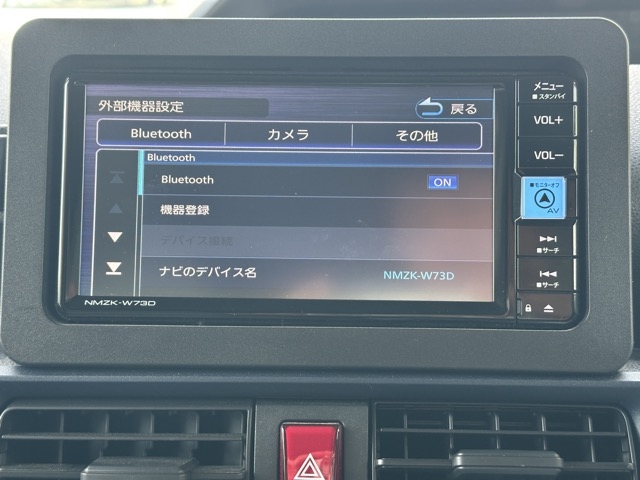 外部機器設定
戻る
Bluetooth
カメラ
その他
Bluetooth
Bluetooth
ON
機器登録
デバイス接続
ナビのデバイス名
NMZK-W73D
NMZK-W73D
メニュー
■スタンバイ
VOL+
VOL−
■モニタ・オフ
AV
■サーチ
■サーチ